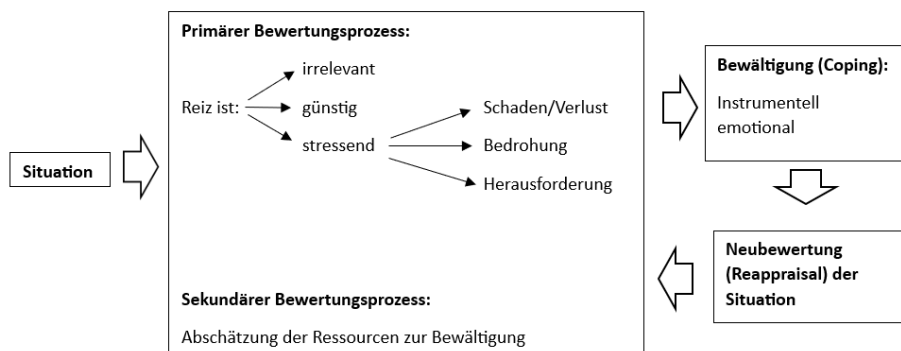 Situation
Primärer Bewertungsprozess:
irrelevant
Reiz ist:
günstig
stressend
Schaden/Verlust
Bedrohung
Herausforderung
Sekundärer Bewertungsprozess:
Abschätzung der Ressourcen zur Bewältigung
Bewältigung (Coping):
Instrumentell
emotional
Neubewertung
(Reappraisal) der
Situation